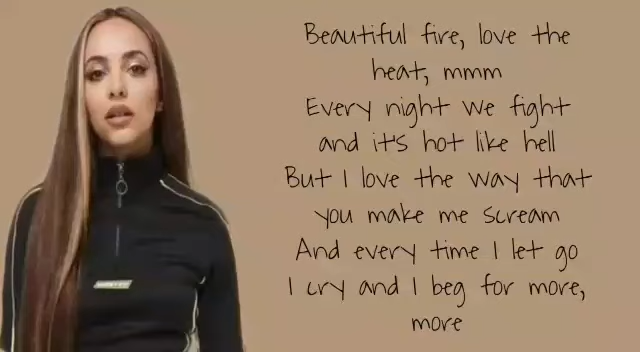 Beautiful fire, love the
heat, mmm
Every night we fight
and it's hot like hell
But I love the way that
you make me scream
And every time I let go
I cry and I beg for more,
more